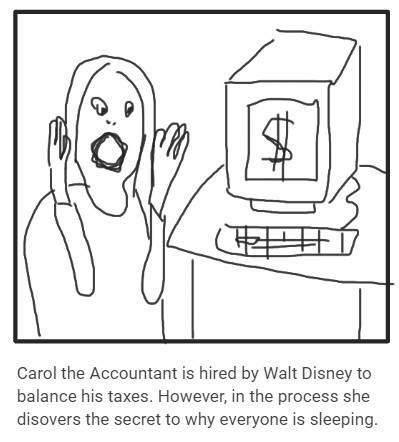 $
Carol the Accountant is hired by Walt Disney to
balance his taxes. However, in the process she
disovers the secret to why everyone is sleeping.